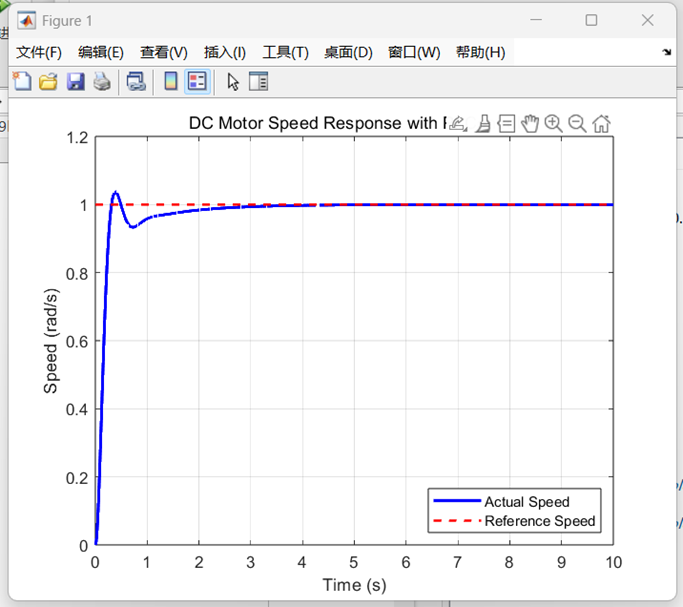 Figure 1
文件(F) 编辑(E) 查看(V) 插入(I) 工具(T) 桌面(D) 窗口(W) 帮助(H)
DC Motor Speed Response with
1.2
1
0.8
0.6
0.4
0.2
0
Speed (rad/s)
Actual Speed
Reference Speed
0 1 2 3 4 5 6 7 8 9 10
Time (s)